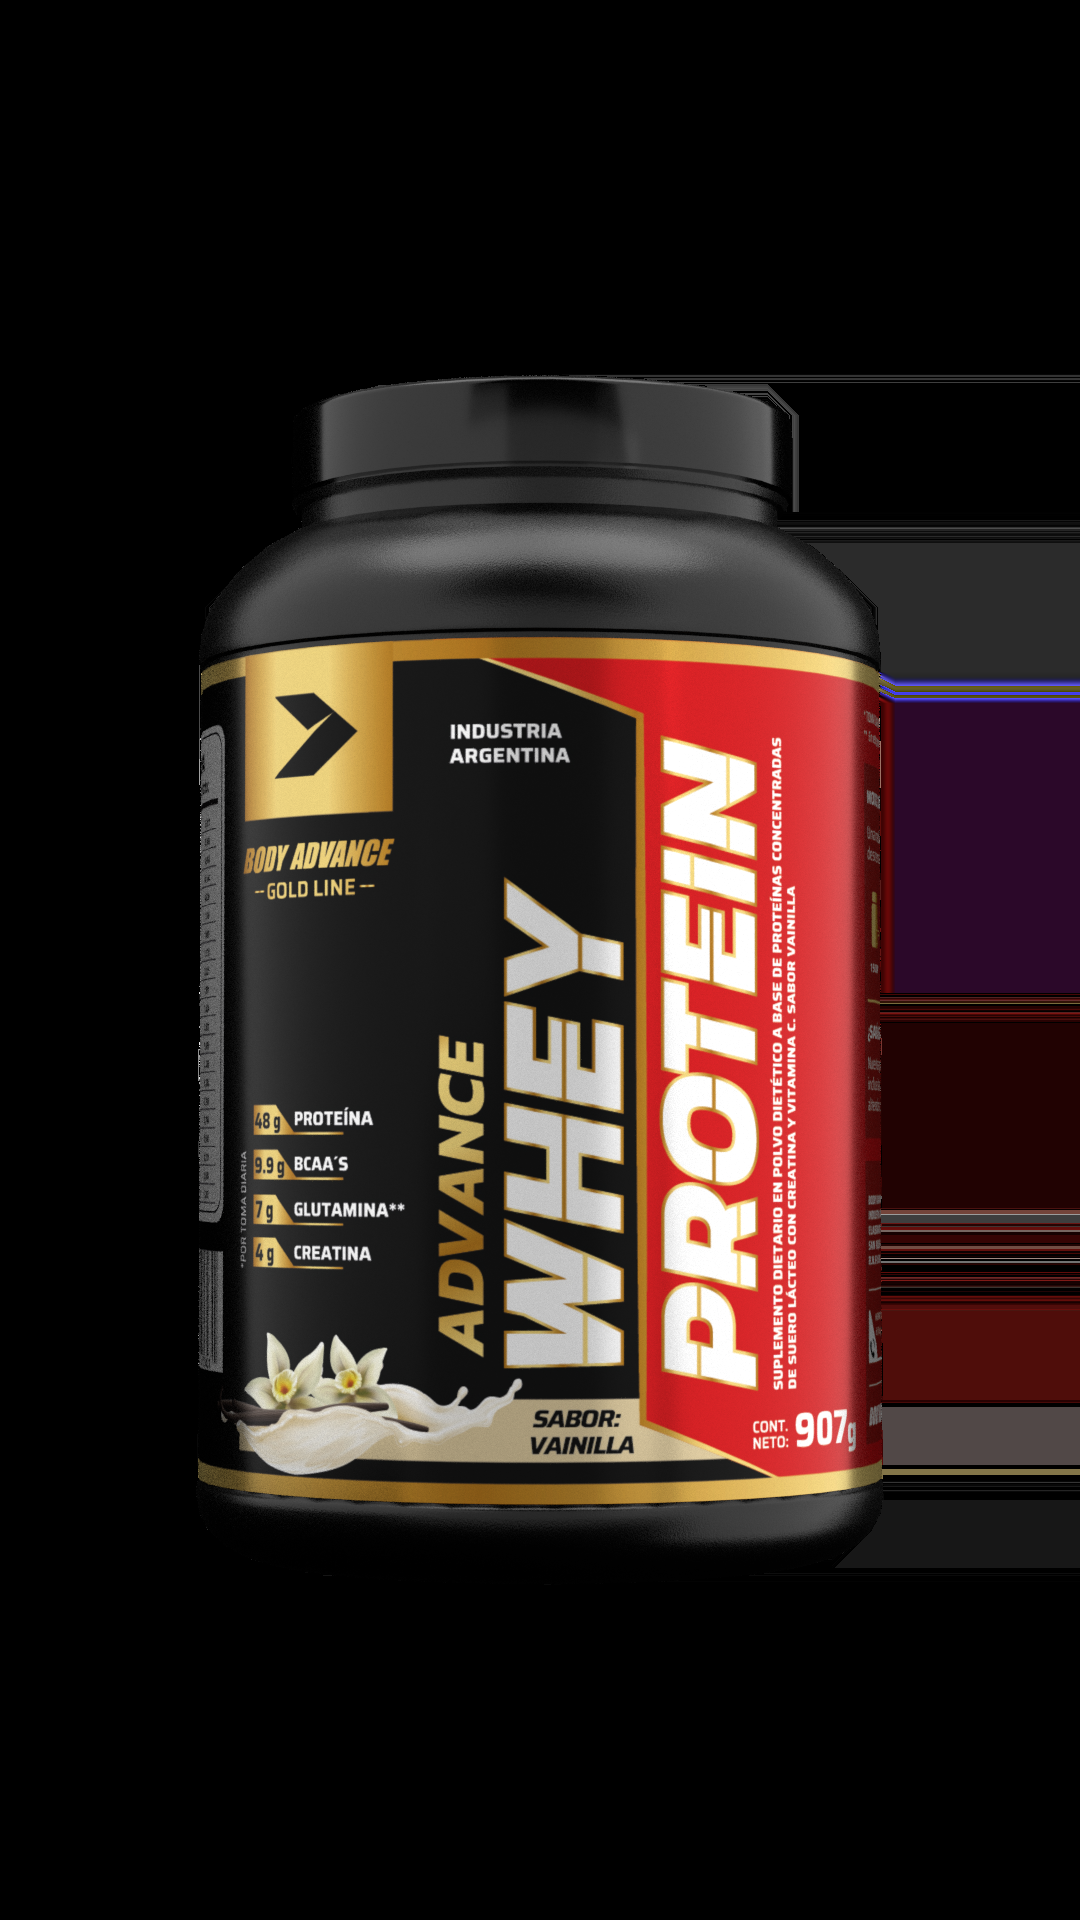 INDUSTRIA
ARGENTINA
BODY ADVANCE
--GOLD LINE--
ADVANCE
WHEY
PROTEIN
SUPLEMENTO DIETARIO EN POLVO DIETÉTICO A BASE DE PROTEÍNAS CONCENTRADAS
DE SUERO LÁCTEO CON CREATINA Y VITAMINA C. SABOR VAINILLA
48 g PROTEÍNA
9.9 g BCAA´S
7 g GLUTAMINA**
4 g CREATINA
*POR TOMA DIARIA
SABOR:
VAINILLA
CONT.
NETO: 907g